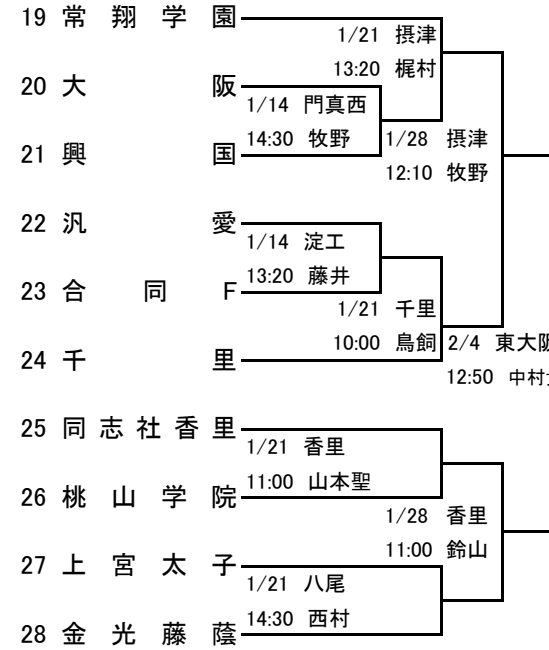 19 常翔学園
1/21 摂津
13:20 梶村
20 大阪
1/14 門真西
14:30 牧野
21 興国
1/28 摂津
12:10 牧野
22 汎愛
1/14 淀工
13:20 藤井
23 合同F
1/21 千里
10:00 鳥飼
24 千里
2/4 東大阪
12:50 中村
25 同志社香里
1/21 香里
11:00 山本聖
26 桃山学院
1/28 香里
11:00 鈴山
27 上宮太子
1/21 八尾
14:30 西村
28 金光藤蔭